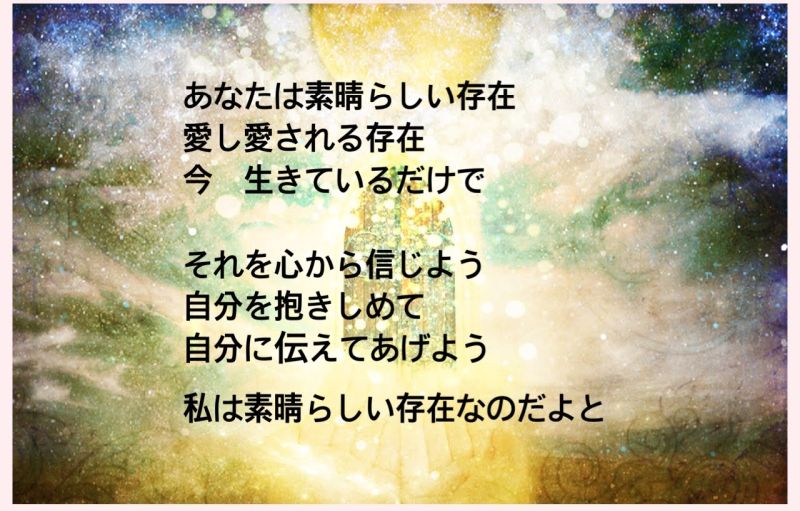 あなたは素晴らしい存在
愛し愛される存在
今　生きているだけで
それを心から信じよう
自分を抱きしめて
自分に伝えてあげよう
私は素晴らしい存在なのだよと